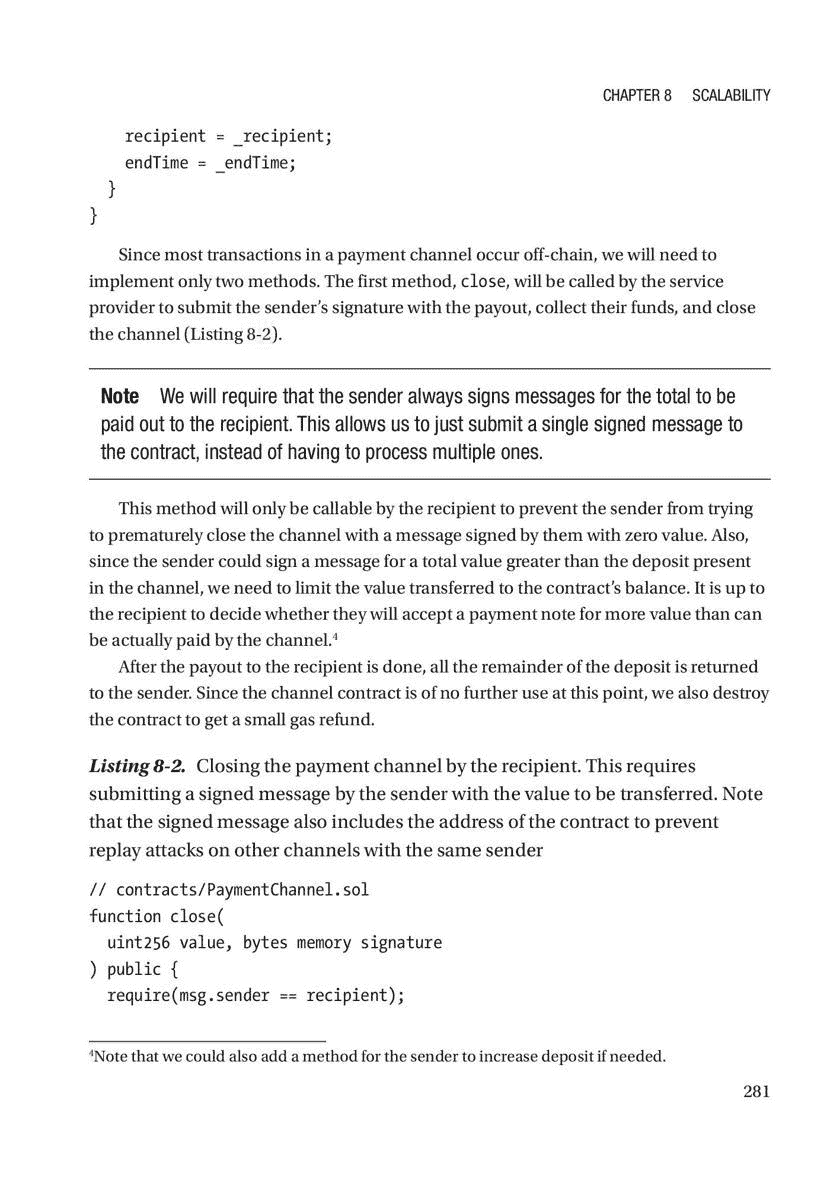 CHAPTER 8 SCALABILITY
recipient = _recipient;
endTime = _endTime;
}
}
Since most transactions in a payment channel occur off-chain, we will need to
implement only two methods. The first method, close, will be called by the service
provider to submit the sender’s signature with the payout, collect their funds, and close
the channel (Listing 8-2).
Note We will require that the sender always signs messages for the total to be
paid out to the recipient. This allows us to just submit a single signed message to
the contract, instead of having to process multiple ones.
This method will only be callable by the recipient to prevent the sender from trying
to prematurely close the channel with a message signed by them with zero value. Also,
since the sender could sign a message for a total value greater than the deposit present
in the channel, we need to limit the value transferred to the contract’s balance. It is up to
the recipient to decide whether they will accept a payment note for more value than can
be actually paid by the channel.⁴
After the payout to the recipient is done, all the remainder of the deposit is returned
to the sender. Since the channel contract is of no further use at this point, we also destroy
the contract to get a small gas refund.
Listing 8-2. Closing the payment channel by the recipient. This requires
submitting a signed message by the sender with the value to be transferred. Note
that the signed message also includes the address of the contract to prevent
replay attacks on other channels with the same sender
// contracts/PaymentChannel.sol
function close(
uint256 value, bytes memory signature
) public {
require(msg.sender == recipient);
⁴Note that we could also add a method for the sender to increase deposit if needed.
281